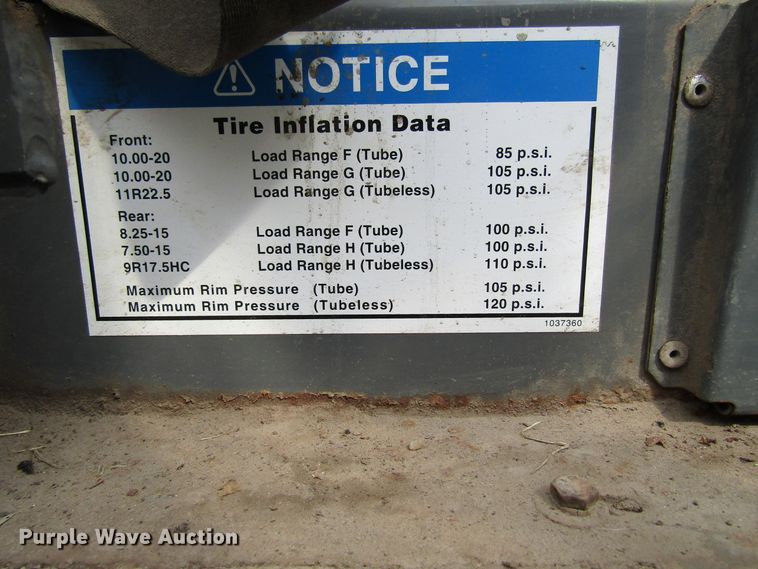 NOTICE
Tire Inflation Data
Front:
10.00-20 Load Range F (Tube) 85 p.s.i.
10.00-20 Load Range G (Tube) 105 p.s.i.
11R22.5 Load Range G (Tubeless) 105 p.s.i.
Rear:
8.25-15 Load Range F (Tube) 100 p.s.i.
7.50-15 Load Range H (Tube) 100 p.s.i.
9R17.5HC Load Range H (Tubeless) 110 p.s.i.
Maximum Rim Pressure (Tube) 105 p.s.i.
Maximum Rim Pressure (Tubeless) 120 p.s.i.
1037360
Purple Wave Auction